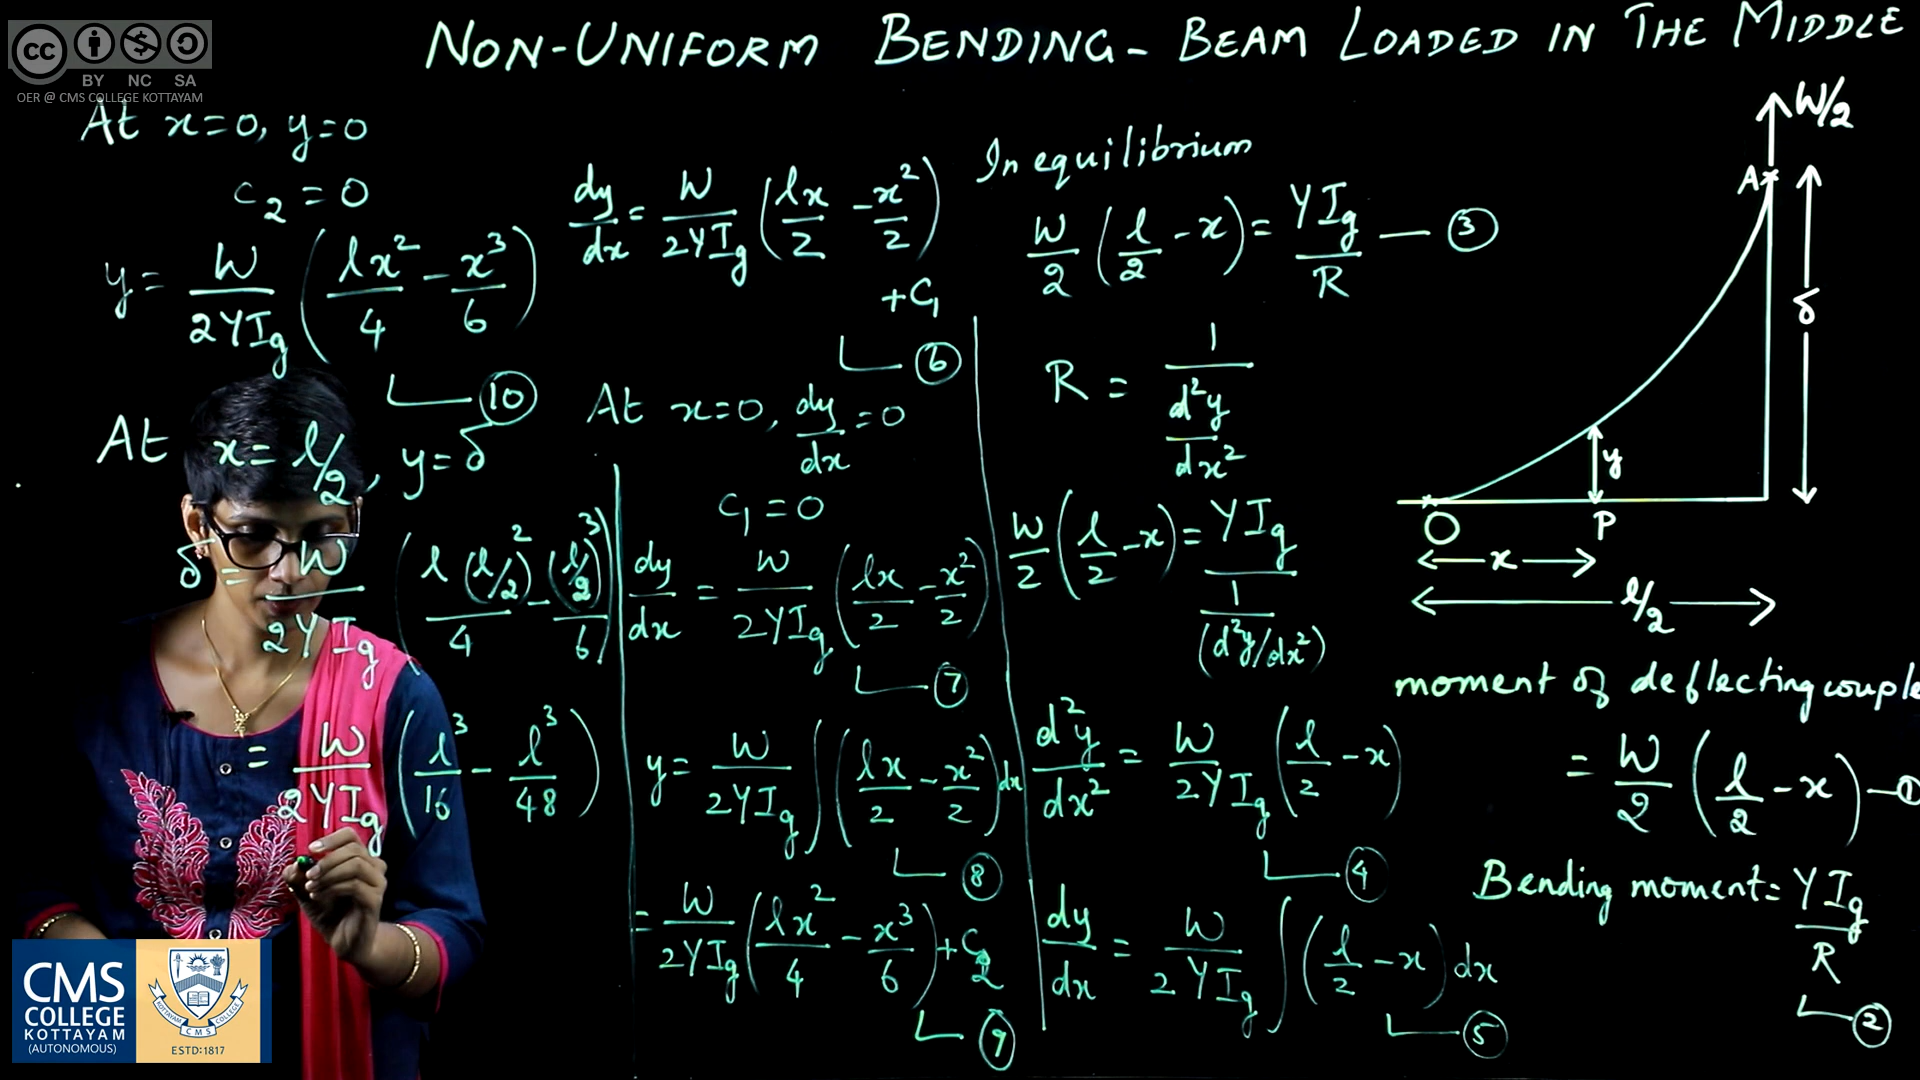 NON-UNIFORM BENDING - BEAM LOADED IN THE MIDDLE
cc BY NC SA
OER @ CMS COLLEGE KOTTAYAM
At x=0, y=0
c₂ = 0
y = W/2YIg (lx²/4 − x³/6)
⑩
At x = l/2, y = δ
δ = W/2YIg (l(l/2)²/4 − (l/2)³/6)
= W/2YIg (l³/16 − l³/48)
dy/dx = W/2YIg (lx/2 − x²/2)
+C₁
⑥
At x=0, dy/dx = 0
C₁ = 0
dy/dx = W/2YIg (lx/2 − x²/2)
⑦
y = W/2YIg ∫(lx/2 − x²/2)dx
⑧
= W/2YIg (lx²/4 − x³/6) + C₂
⑨
In equilibrium
W/2 (l/2 − x) = YIg/R — ③
R = 1/(d²y/dx²)
W/2 (l/2 − x) = YIg/(1/(d²y/dx²))
d²y/dx² = W/2YIg (l/2 − x)
④
dy/dx = W/2YIg ∫(l/2 − x) dx
⑤
W/2
A
δ
y
O
P
x
l/2
moment of deflecting couple
= W/2 (l/2 − x) — ①
Bending moment = YIg/R
②
CMS
COLLEGE
KOTTAYAM
(AUTONOMOUS)
CMS
ESTD:1817